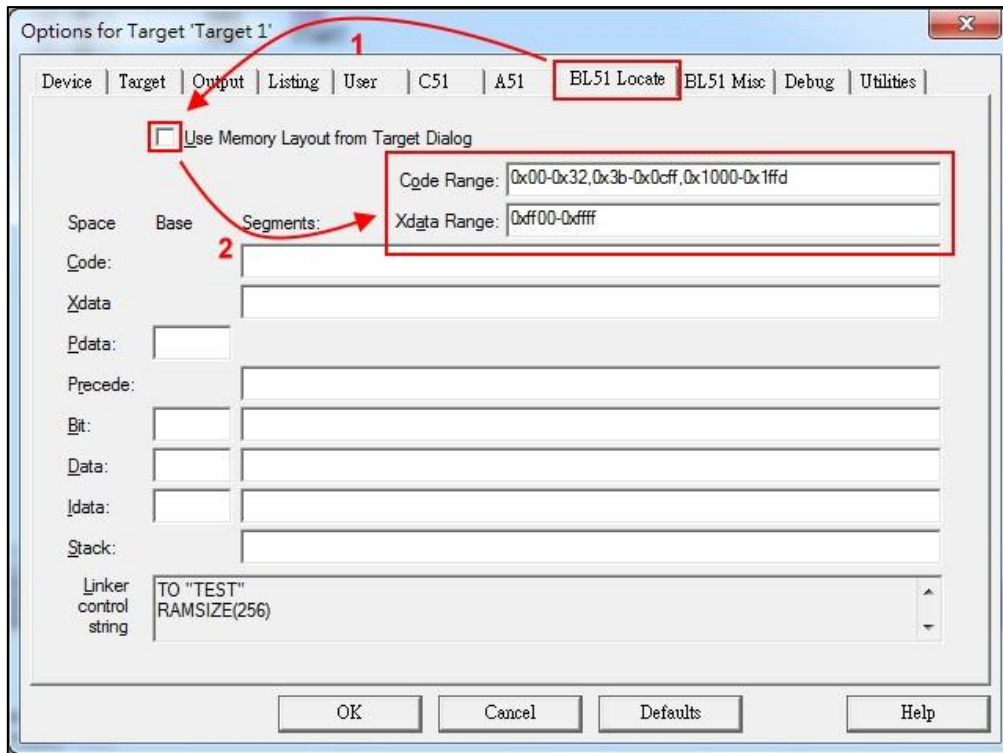 Options for Target 'Target 1'
1
Device Target Output Listing User C51 A51 BL51 Locate BL51 Misc Debug Utilities
Use Memory Layout from Target Dialog
Code Range: 0x00-0x32,0x3b-0x0cff,0x1000-0x1ffd
Space Base Segments: Xdata Range: 0xff00-0xffff
2
Code:
Xdata
Pdata:
Precede:
Bit:
Data:
Idata:
Stack:
Linker control string
TO "TEST"
RAMSIZE(256)
OK Cancel Defaults Help